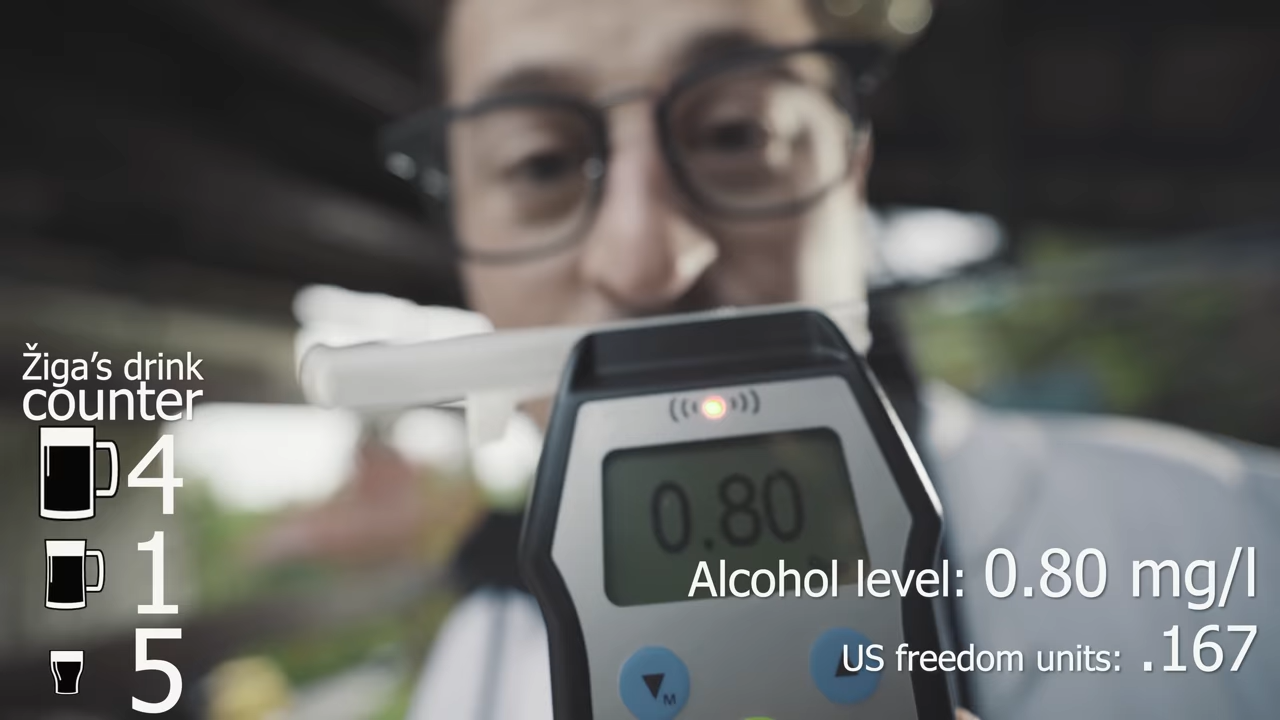 Žiga’s drink
counter
4
1
5
0.80
Alcohol level: 0.80 mg/l
US freedom units: .167
M